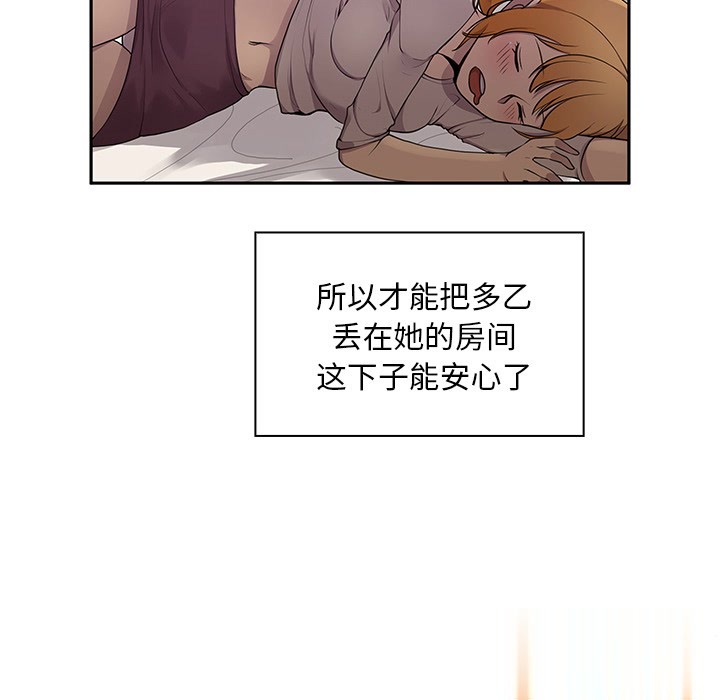 所以才能把多乙
丢在她的房间
这下子能安心了